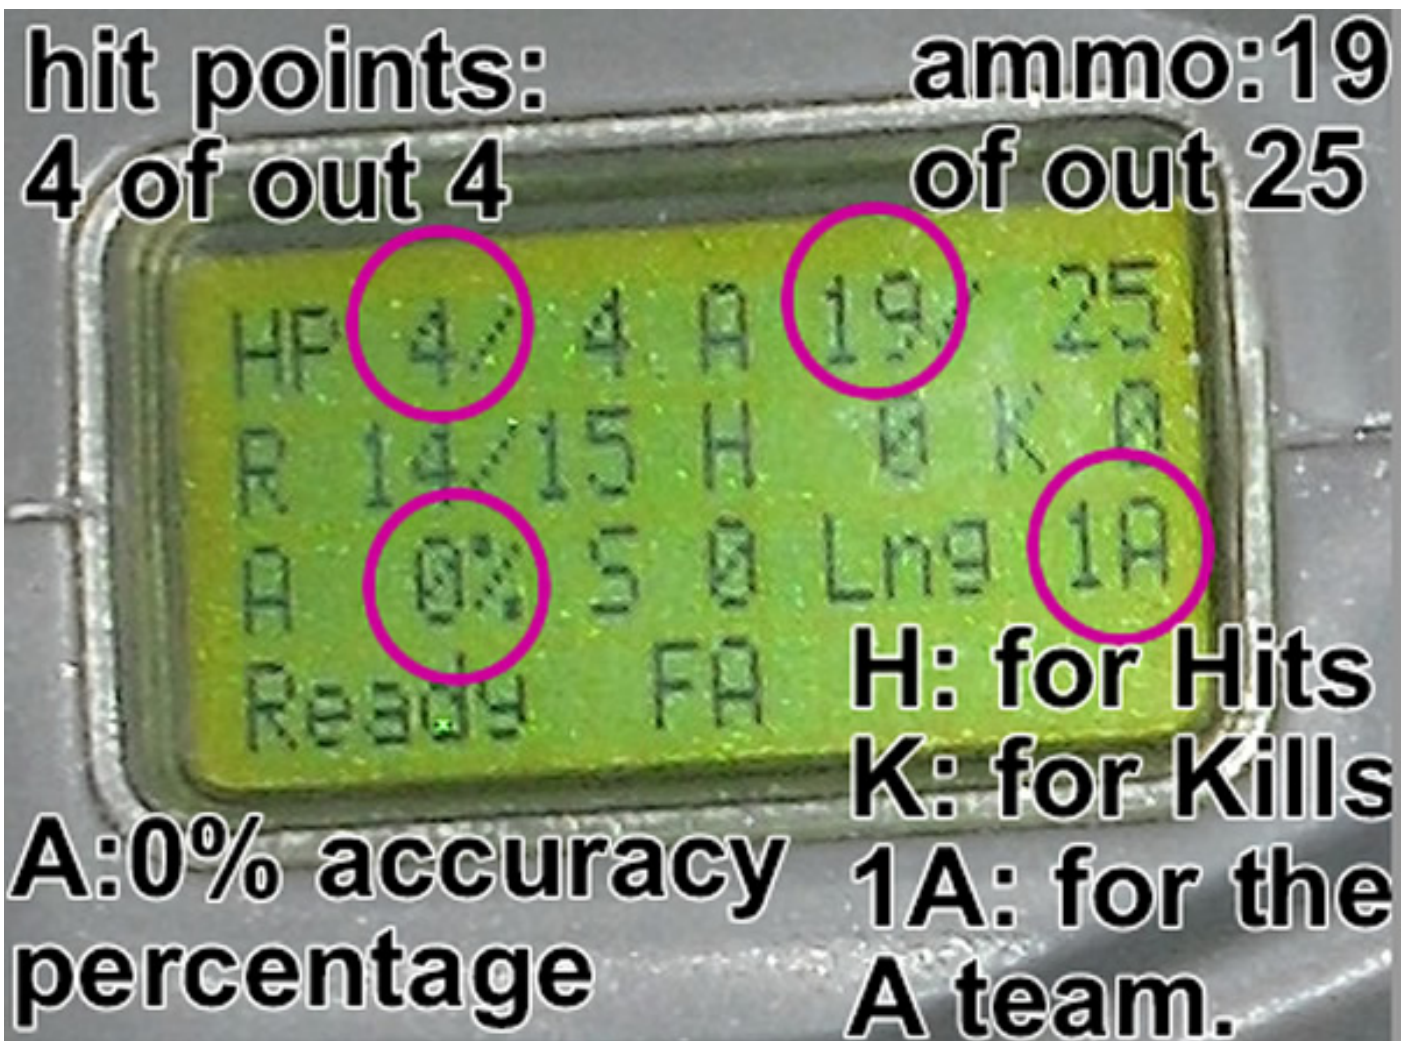 hit points:
4 of out 4
ammo:19
of out 25
HP 4/ 4 A 19/ 25
R 14/15 H 0 K 0
A 0% S 0 Lng 1A
Ready FA
H: for Hits
K: for Kills
1A: for the
A team.
A:0% accuracy
percentage